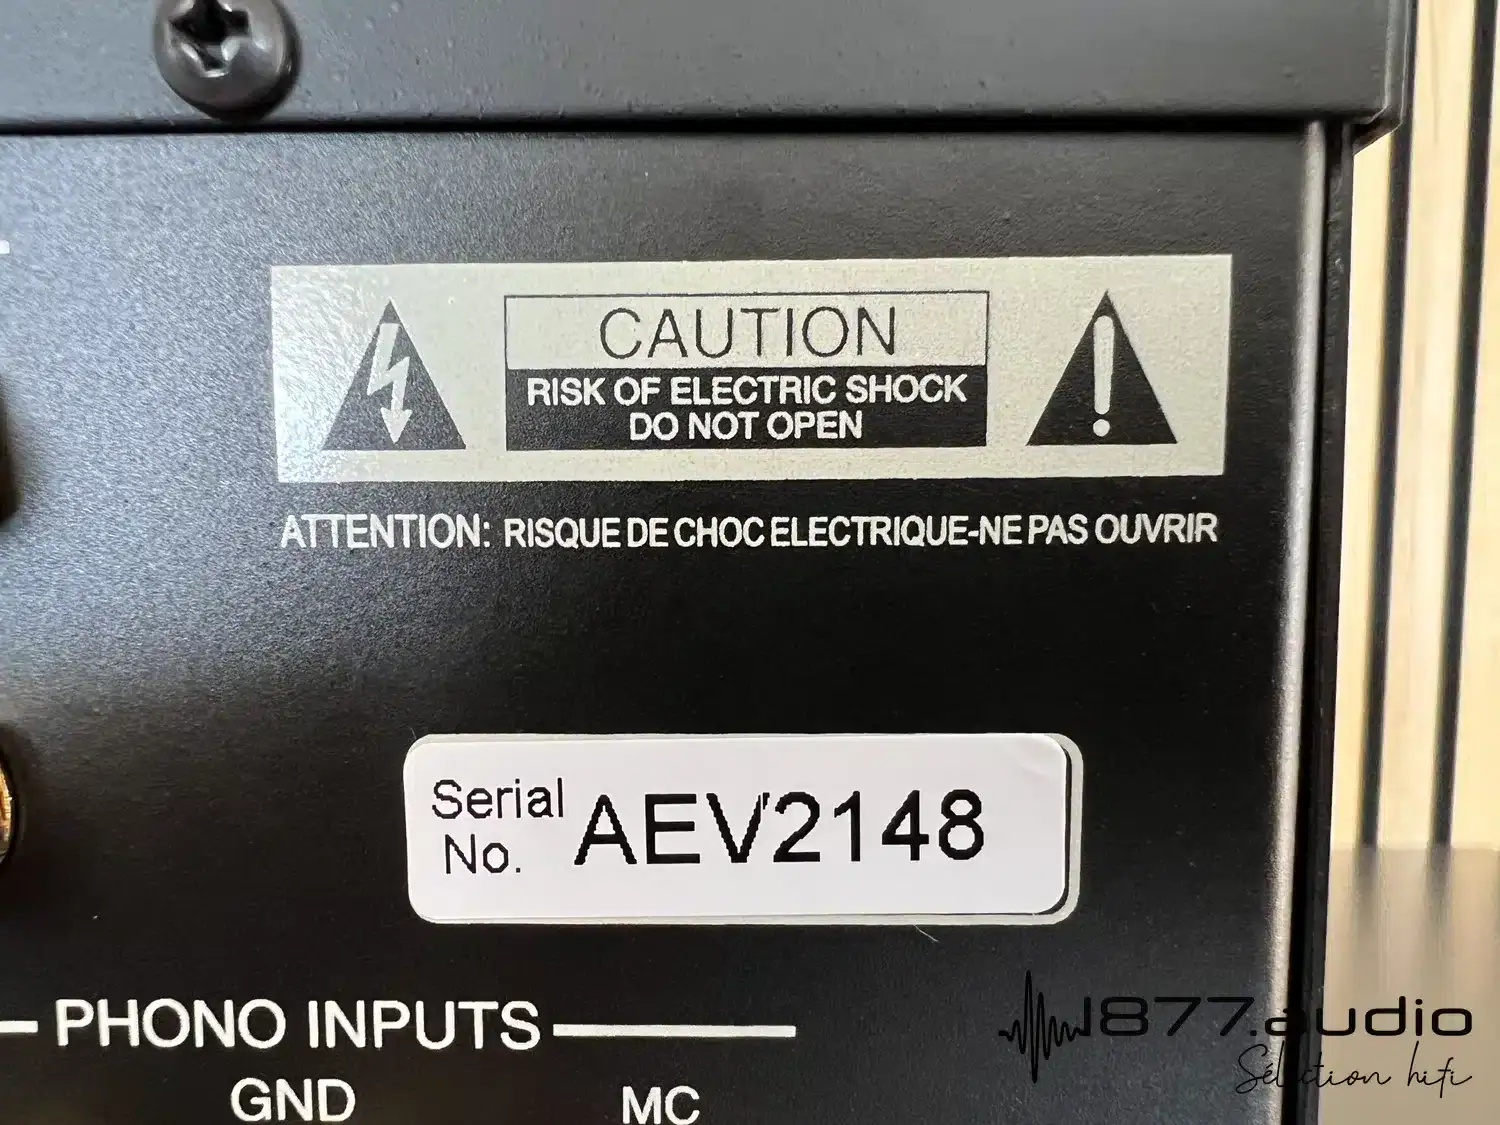 CAUTION
RISK OF ELECTRIC SHOCK
DO NOT OPEN
ATTENTION: RISQUE DE CHOC ELECTRIQUE-NE PAS OUVRIR
Serial No. AEV2148
PHONO INPUTS
GND MC
1877.audio
Sélection hifi